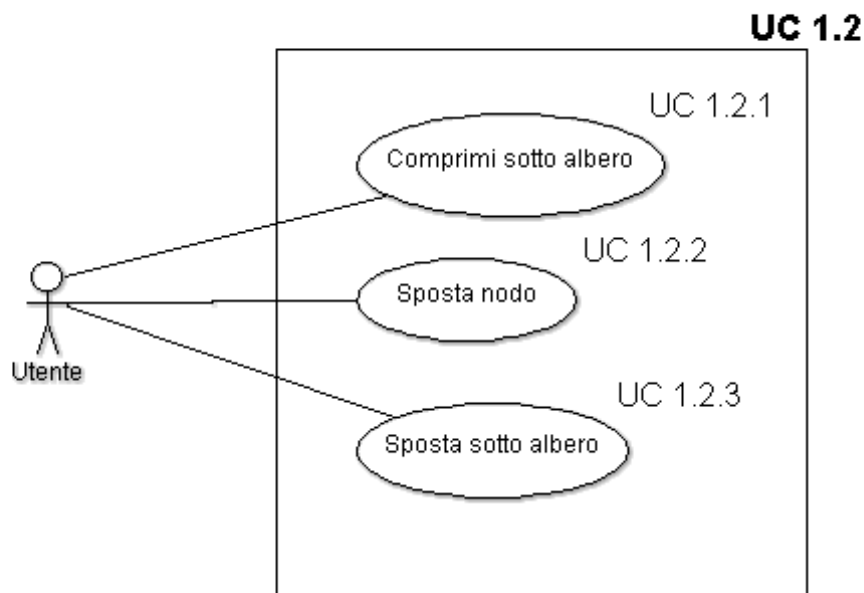 UC 1.2
UC 1.2.1
Comprimi sotto albero
UC 1.2.2
Sposta nodo
Utente
UC 1.2.3
Sposta sotto albero